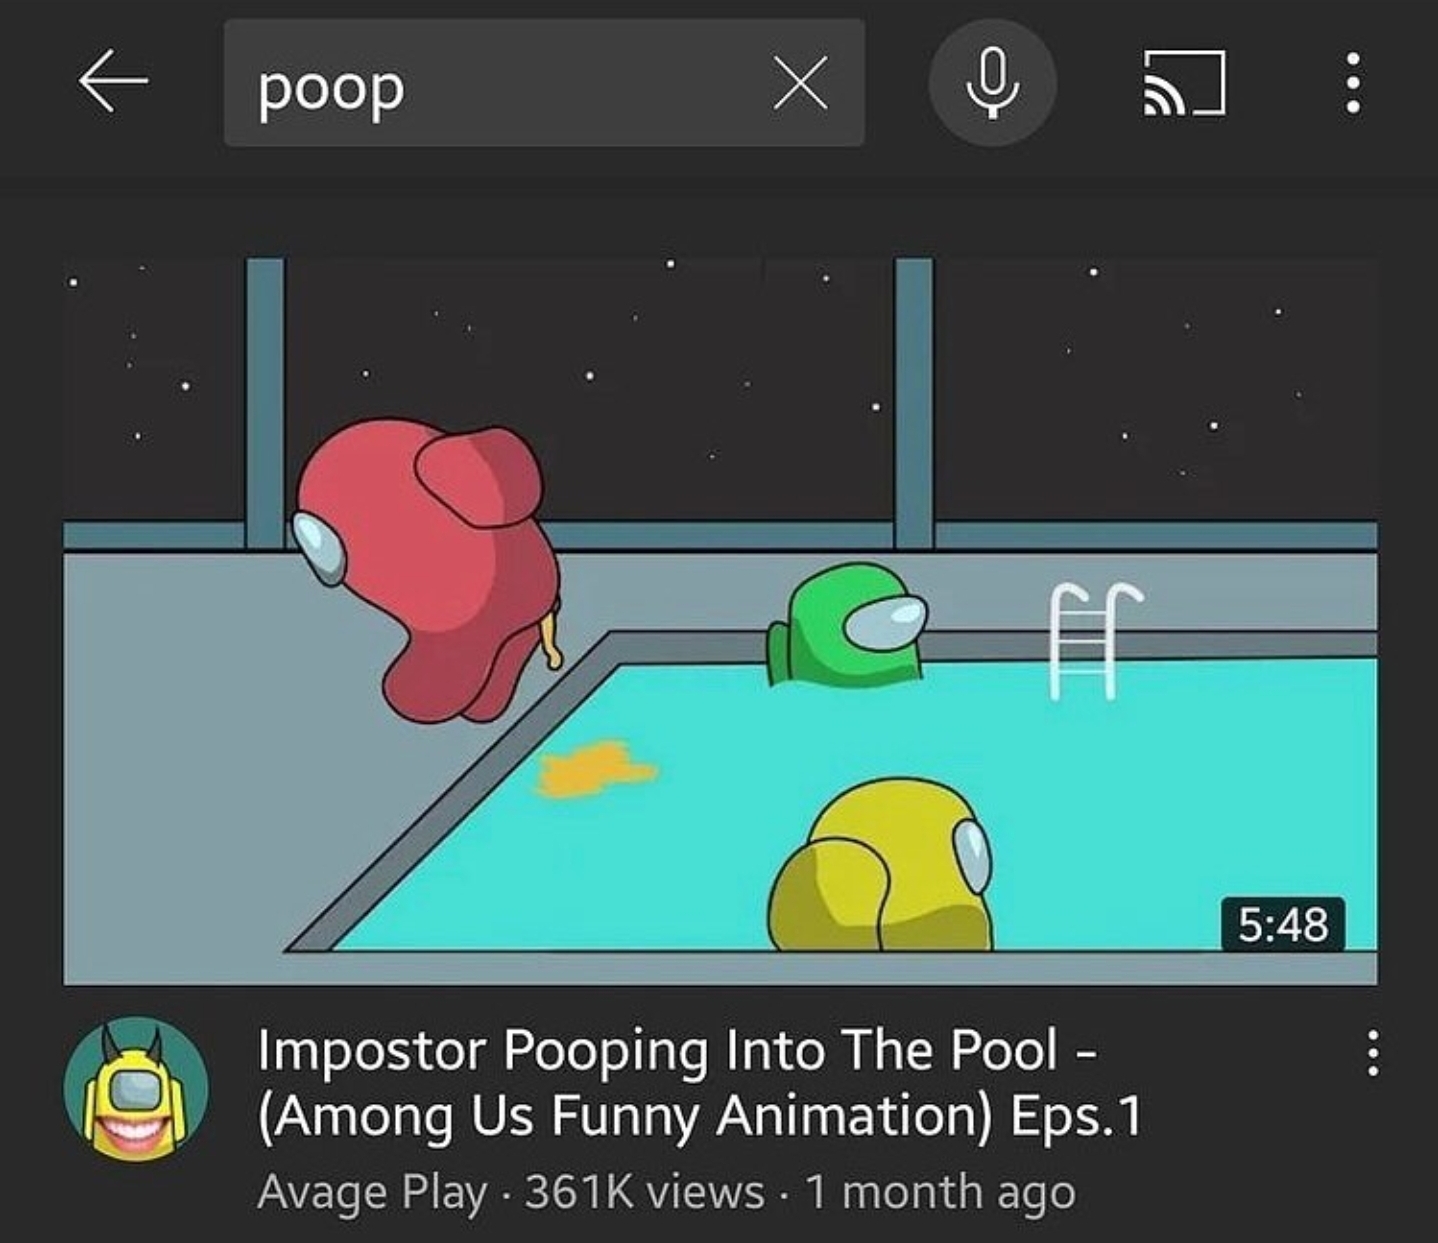 poop
5:48
Impostor Pooping Into The Pool -
(Among Us Funny Animation) Eps.1
Avage Play · 361K views · 1 month ago